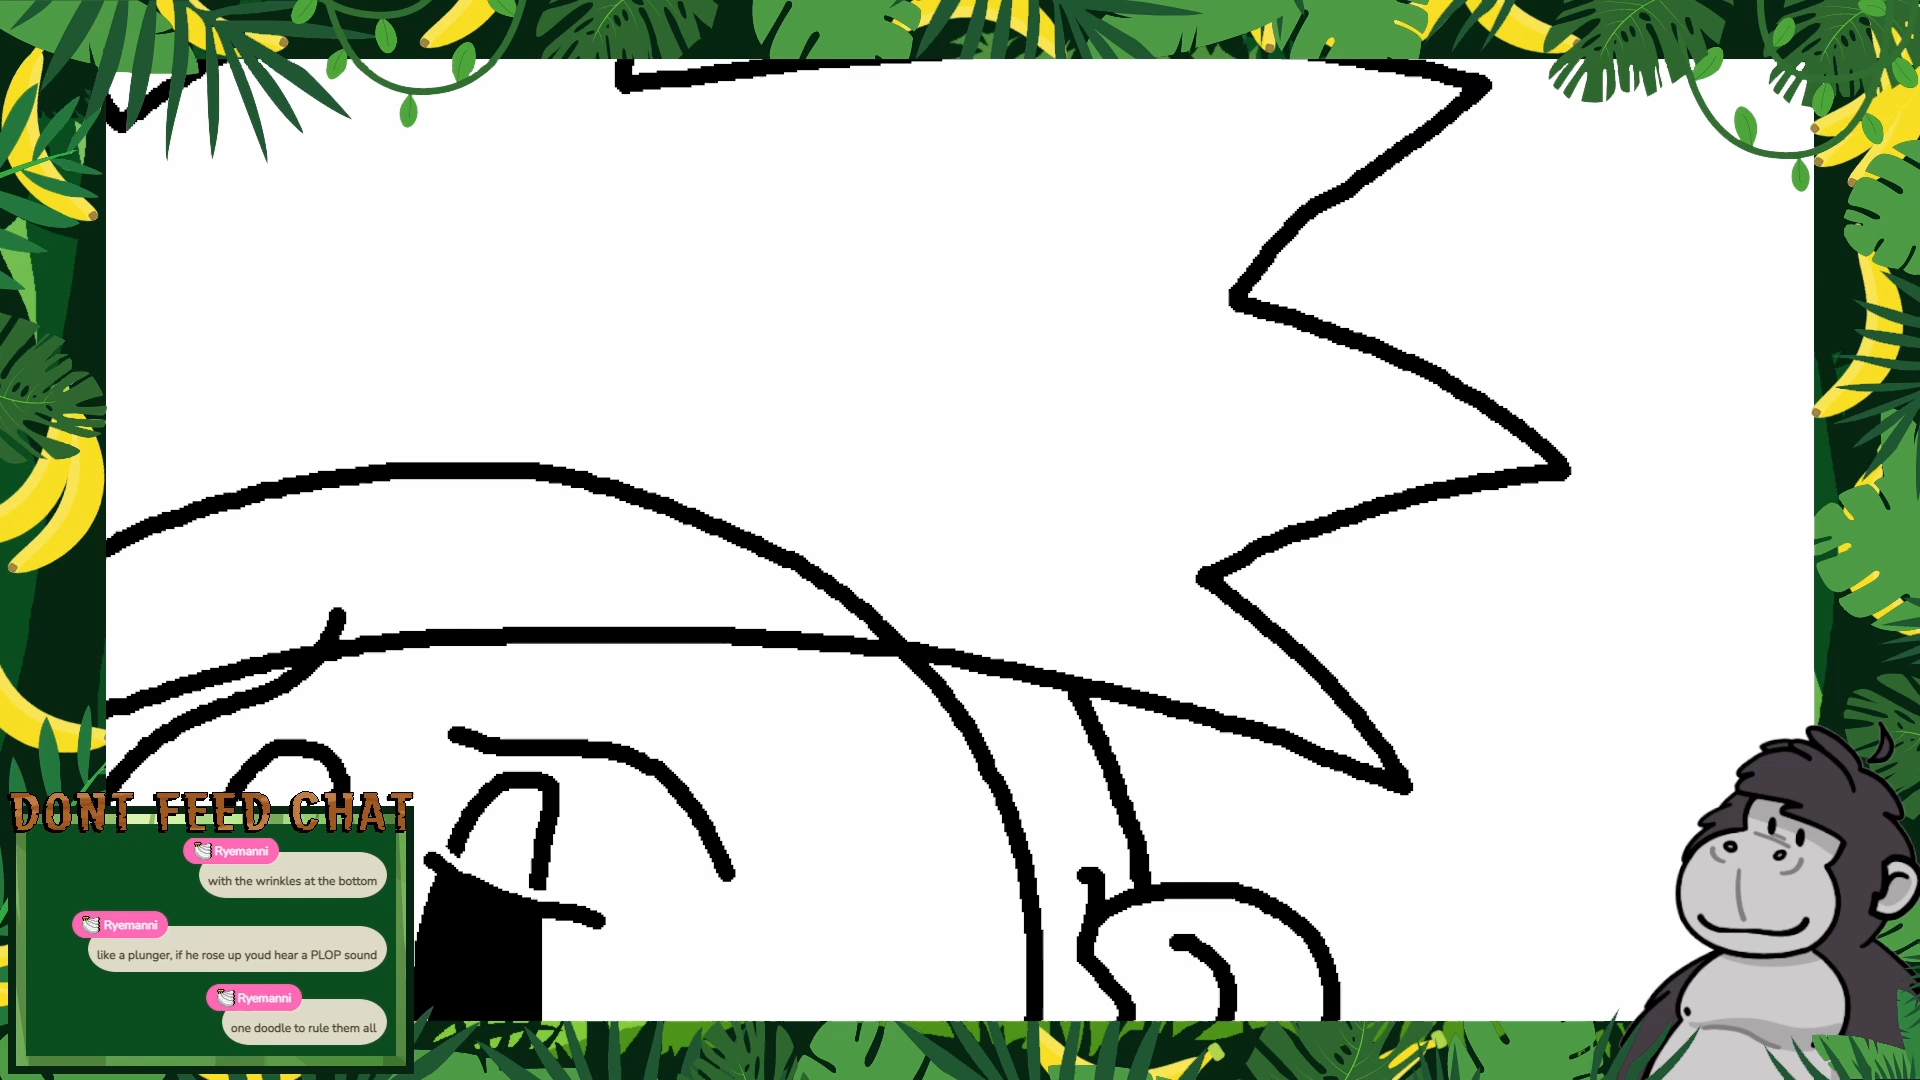 DONT FEED CHAT
Ryemanni
with the wrinkles at the bottom
Ryemanni
like a plunger, if he rose up youd hear a PLOP sound
Ryemanni
one doodle to rule them all